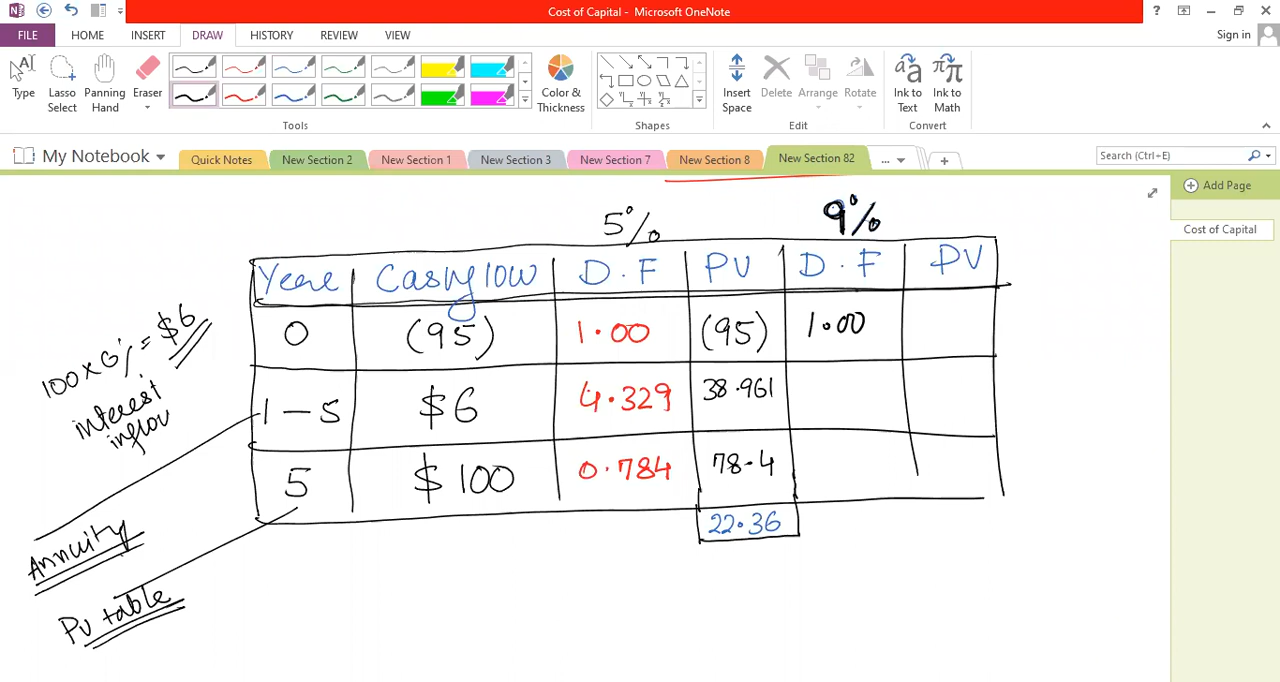 Cost of Capital - Microsoft OneNote
?
FILE HOME INSERT DRAW HISTORY REVIEW VIEW
Sign in
Type
Lasso Select
Panning Hand
Eraser
Color & Thickness
Insert Space
Delete
Arrange
Rotate
Ink to Text
Ink to Math
Tools Shapes Edit Convert
My Notebook Quick Notes New Section 2 New Section 1 New Section 3 New Section 7 New Section 8 New Section 82 ... + Search (Ctrl+E)
Add Page
Cost of Capital
5% 9%
Year Cashflow D.F PV D.F PV
0 (95) 1.00 (95) 1.00
1-5 $6 4.329 38.961
5 $100 0.784 78.4
22.36
100×6% = $6
interest
inflow
Annuity
PV table